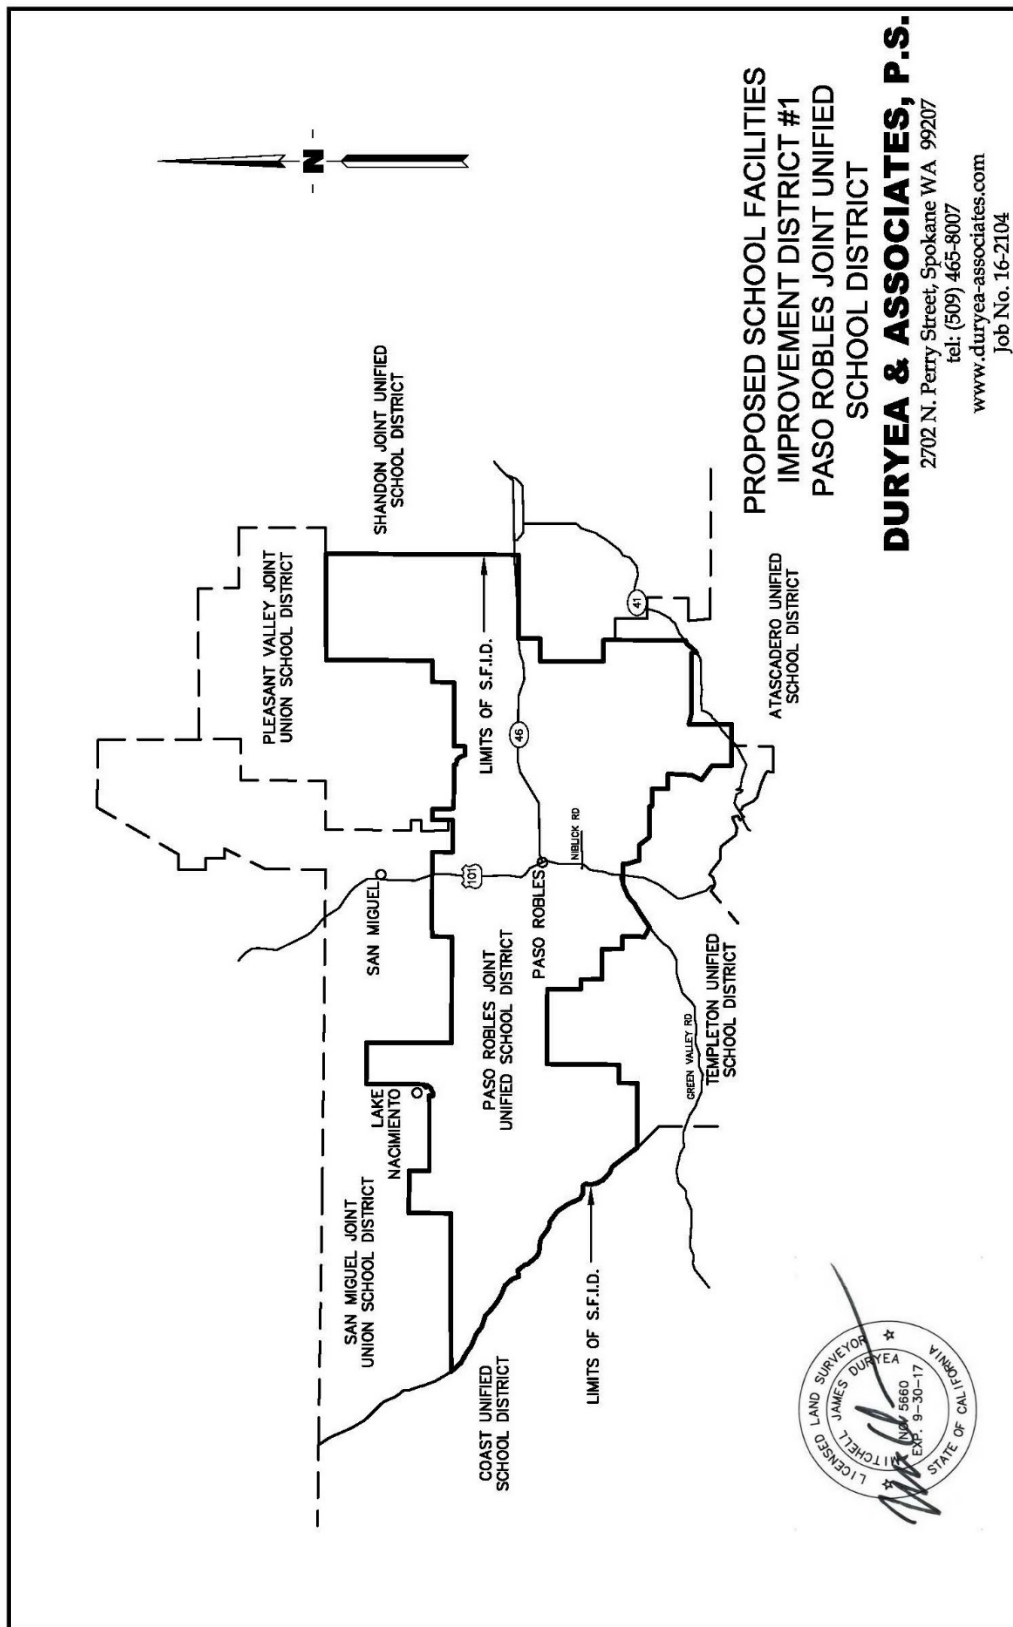 - N -
PLEASANT VALLEY JOINT
UNION SCHOOL DISTRICT
SHANDON JOINT UNIFIED
SCHOOL DISTRICT
SAN MIGUEL JOINT
UNION SCHOOL DISTRICT
SAN MIGUEL
LAKE
NACIMIENTO
101
LIMITS OF S.F.I.D.
46
PASO ROBLES JOINT
UNIFIED SCHOOL DISTRICT
PASO ROBLES
NIBLICK RD
COAST UNIFIED
SCHOOL DISTRICT
LIMITS OF S.F.I.D.
41
GREEN VALLEY RD
TEMPLETON UNIFIED
SCHOOL DISTRICT
ATASCADERO UNIFIED
SCHOOL DISTRICT
PROPOSED SCHOOL FACILITIES
IMPROVEMENT DISTRICT #1
PASO ROBLES JOINT UNIFIED
SCHOOL DISTRICT
DURYEA & ASSOCIATES, P.S.
2702 N. Perry Street, Spokane WA 99207
tel: (509) 465-8007
www.duryea-associates.com
Job No. 16-2104
LICENSED LAND SURVEYOR
MITCHELL JAMES DURYEA
NO. 5660
EXP. 9-30-17
STATE OF CALIFORNIA